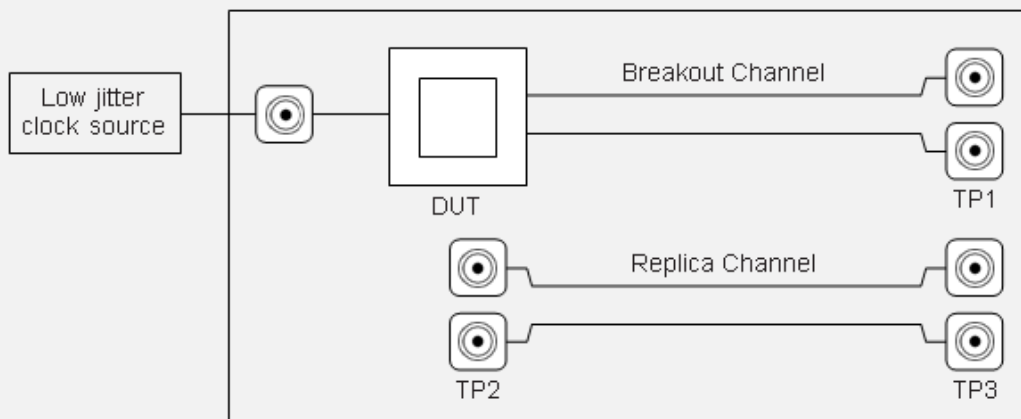 Low jitter
clock source
Breakout Channel
DUT
TP1
Replica Channel
TP2
TP3